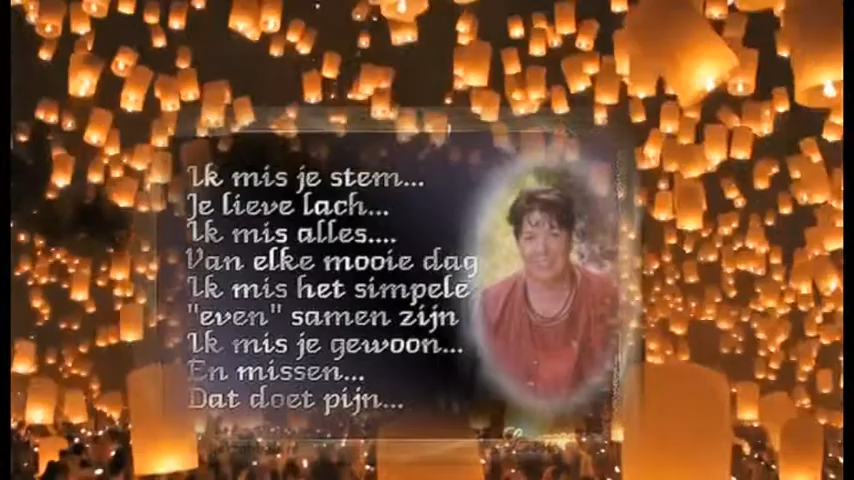 Ik mis je stem...
Je lieve lach...
Ik mis alles....
Van elke mooie dag
Ik mis het simpele
"even" samen zijn
Ik mis je gewoon...
En missen...
Dat doet pijn...